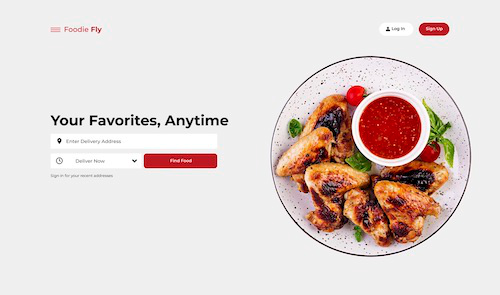 Foodie Fly
Log In
Sign Up
Your Favorites, Anytime
Enter Delivery Address
Deliver Now
Find Food
Sign in for your recent addresses